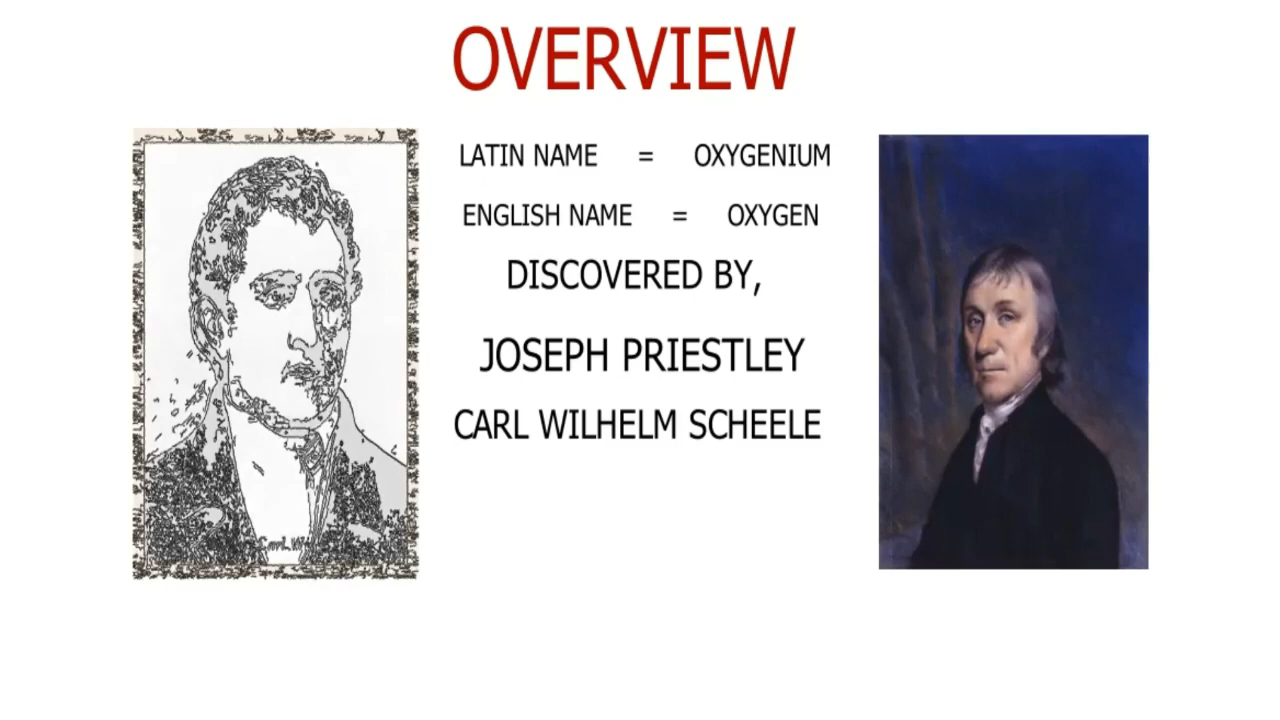 OVERVIEW
LATIN NAME = OXYGENIUM
ENGLISH NAME = OXYGEN
DISCOVERED BY,
JOSEPH PRIESTLEY
CARL WILHELM SCHEELE